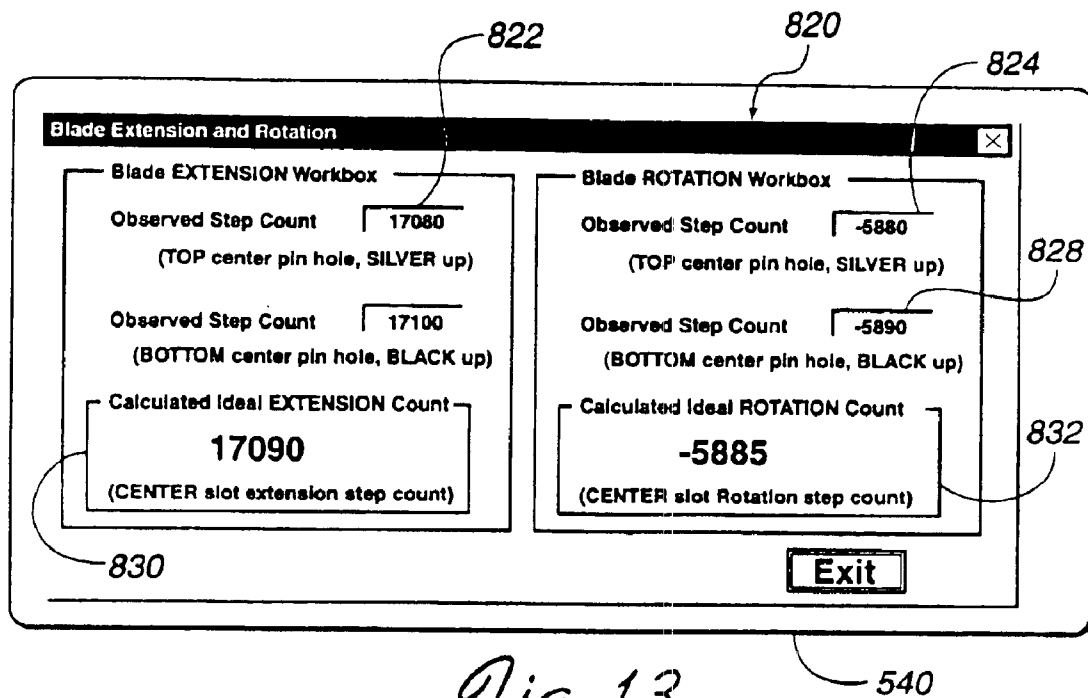 822
820
824
Blade Extension and Rotation
Blade EXTENSION Workbox
Observed Step Count 17080
(TOP center pin hole, SILVER up)
Observed Step Count 17100
(BOTTOM center pin hole, BLACK up)
Calculated Ideal EXTENSION Count
17090
(CENTER slot extension step count)
830
Blade ROTATION Workbox
Observed Step Count -5880
(TOP center pin hole, SILVER up)
828
Observed Step Count -5890
(BOTTOM center pin hole, BLACK up)
Calculated Ideal ROTATION Count
-5885
(CENTER slot Rotation step count)
832
Exit
540
Fig. 13